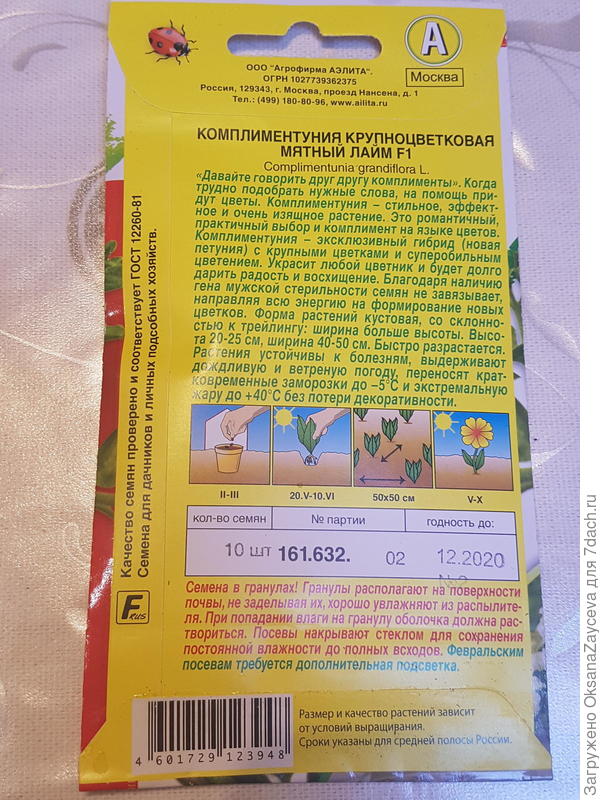 А
Москва
ООО "Агрофирма АЭЛИТА".
ОГРН 1027739362375
Россия, 129343, г. Москва, проезд Нансена, д. 1
Тел.: (499) 180-80-96, www.ailita.ru
КОМПЛИМЕНТУНИЯ КРУПНОЦВЕТКОВАЯ
МЯТНЫЙ ЛАЙМ F1
Complimentunia grandiflora L.
«Давайте говорить друг другу комплименты». Когда
трудно подобрать нужные слова, на помощь при-
дут цветы. Комплиментуния – стильное, эффект-
ное и очень изящное растение. Это романтичный,
практичный выбор и комплимент на языке цветов.
Комплиментуния – эксклюзивный гибрид (новая
петуния) с крупными цветками и суперобильным
цветением. Украсит любой цветник и будет долго
дарить радость и восхищение. Благодаря наличию
гена мужской стерильности семян не завязывает,
направляя всю энергию на формирование новых
цветков. Форма растений кустовая, со склонно-
стью к трейлингу: ширина больше высоты. Высо-
та 20-25 см, ширина 40-50 см. Быстро разрастается.
Растения устойчивы к болезням, выдерживают
дождливую и ветреную погоду, переносят крат-
ковременные заморозки до –5°С и экстремальную
жару до +40°С без потери декоративности.
II-III
20.V-10.VI
50х50 см
V-X
кол-во семян
№ партии
годность до:
10 шт
161.632.
02
12.2020
№2
Семена в гранулах! Гранулы располагают на поверхности
почвы, не заделывая их, хорошо увлажняют из распылите-
ля. При попадании влаги на гранулу оболочка должна рас-
твориться. Посевы накрывают стеклом для сохранения
постоянной влажности до полных всходов. Февральским
посевам требуется дополнительная подсветка.
Размер и качество растений зависит
от условий выращивания.
Сроки указаны для средней полосы России.
4 601729 123948
Качество семян проверено и соответствует ГОСТ 12260-81
Семена для дачников и личных подсобных хозяйств.
F RUS
Загружено OksanaZayceva для 7dach.ru